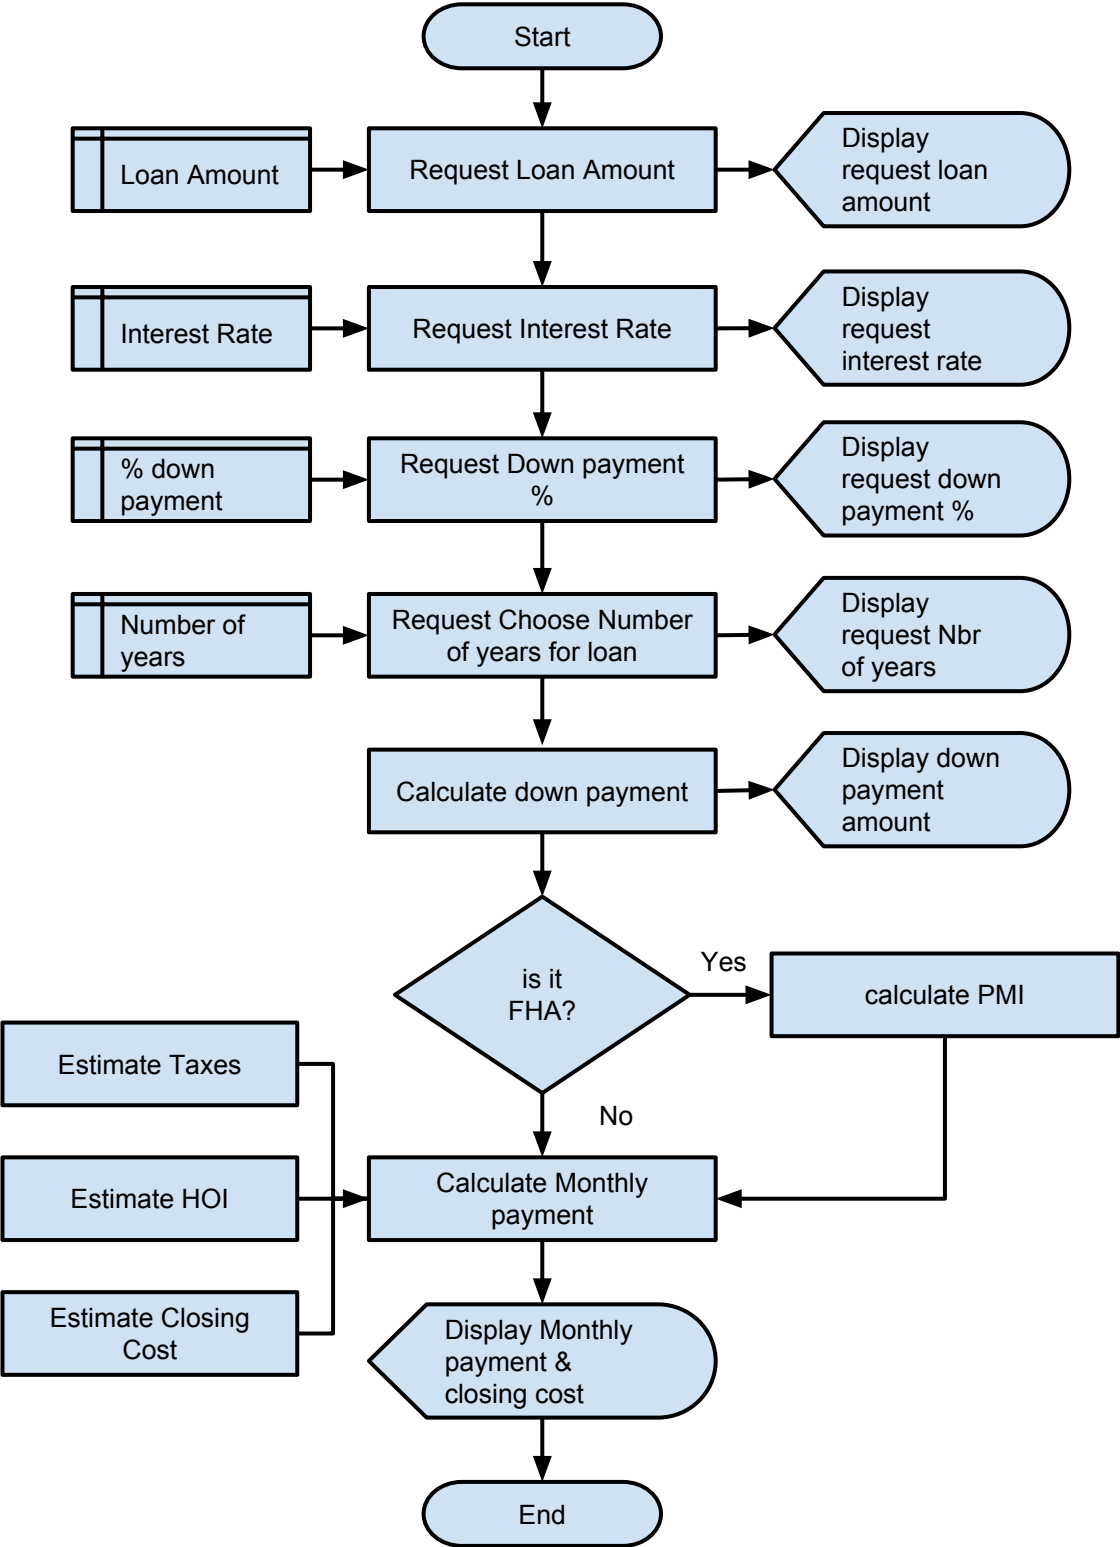 Start
Loan Amount
Request Loan Amount
Display
request loan
amount
Interest Rate
Request Interest Rate
Display
request
interest rate
% down
payment
Request Down payment
%
Display
request down
payment %
Number of
years
Request Choose Number
of years for loan
Display
request Nbr
of years
Calculate down payment
Display down
payment
amount
is it
FHA?
Yes
calculate PMI
No
Estimate Taxes
Estimate HOI
Estimate Closing
Cost
Calculate Monthly
payment
Display Monthly
payment &
closing cost
End